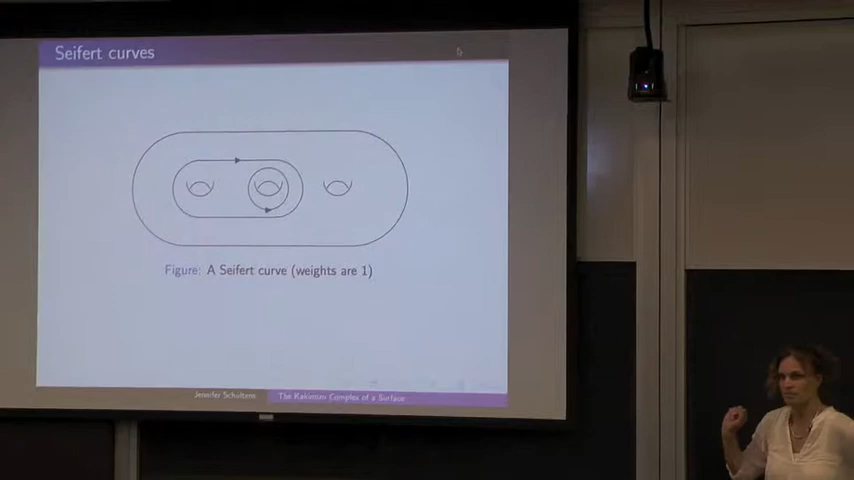 Seifert curves
Figure: A Seifert curve (weights are 1)
Jennifer Schultens
The Kakimizu Complex of a Surface